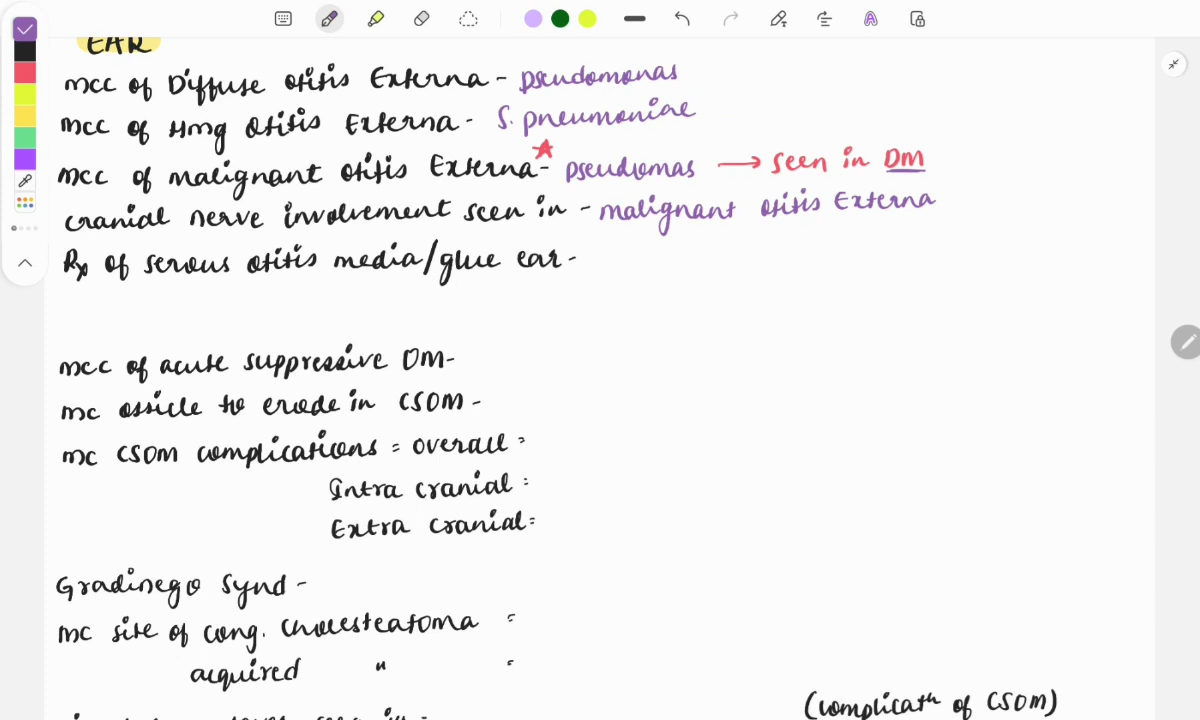 EAR
mcc of Diffuse otitis Externa - pseudomonas
mcc of Hmg otitis Externa - S. pneumoniae
mcc of malignant otitis Externa - pseudomas → seen in DM
cranial nerve involvement seen in - malignant otitis Externa
Rx of serous otitis media/glue ear -
mcc of acute suppressive OM -
mc ossicle to erode in CSOM -
mc CSOM complications = overall =
Intra cranial =
Extra cranial =
Gradinego synd -
mc site of cong. cholesteatoma =
acquired " =
(complicatn of CSOM)